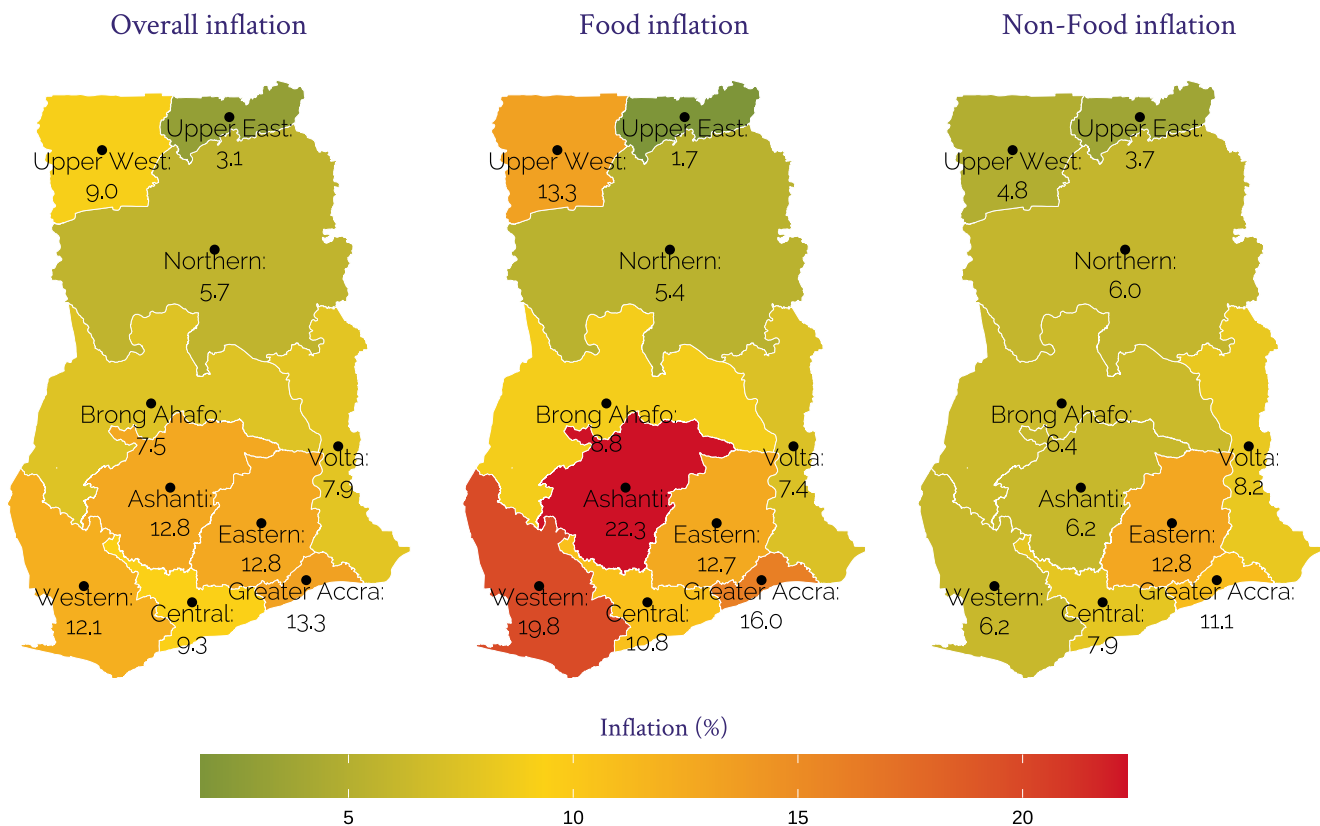 Overall inflation
Upper East:
3.1
Upper West:
9.0
Northern:
5.7
Brong Ahafo:
7.5
Volta:
7.9
Ashanti:
12.8
Eastern:
12.8
Greater Accra:
13.3
Western:
12.1
Central:
9.3
Food inflation
Upper East:
1.7
Upper West:
13.3
Northern:
5.4
Brong Ahafo:
8.8
Volta:
7.4
Ashanti:
22.3
Eastern:
12.7
Greater Accra:
16.0
Western:
19.8
Central:
10.8
Non-Food inflation
Upper East:
3.7
Upper West:
4.8
Northern:
6.0
Brong Ahafo:
6.4
Volta:
8.2
Ashanti:
6.2
Eastern:
12.8
Greater Accra:
11.1
Western:
6.2
Central:
7.9
Inflation (%)
5 10 15 20